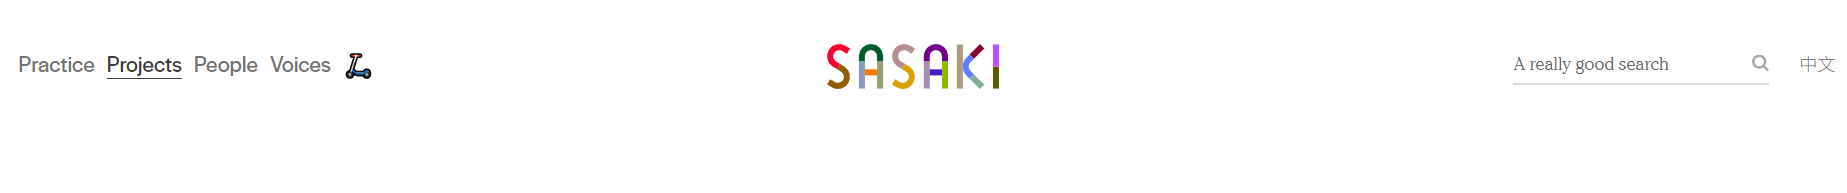 Practice Projects People Voices
SASAKI
A really good search
中文